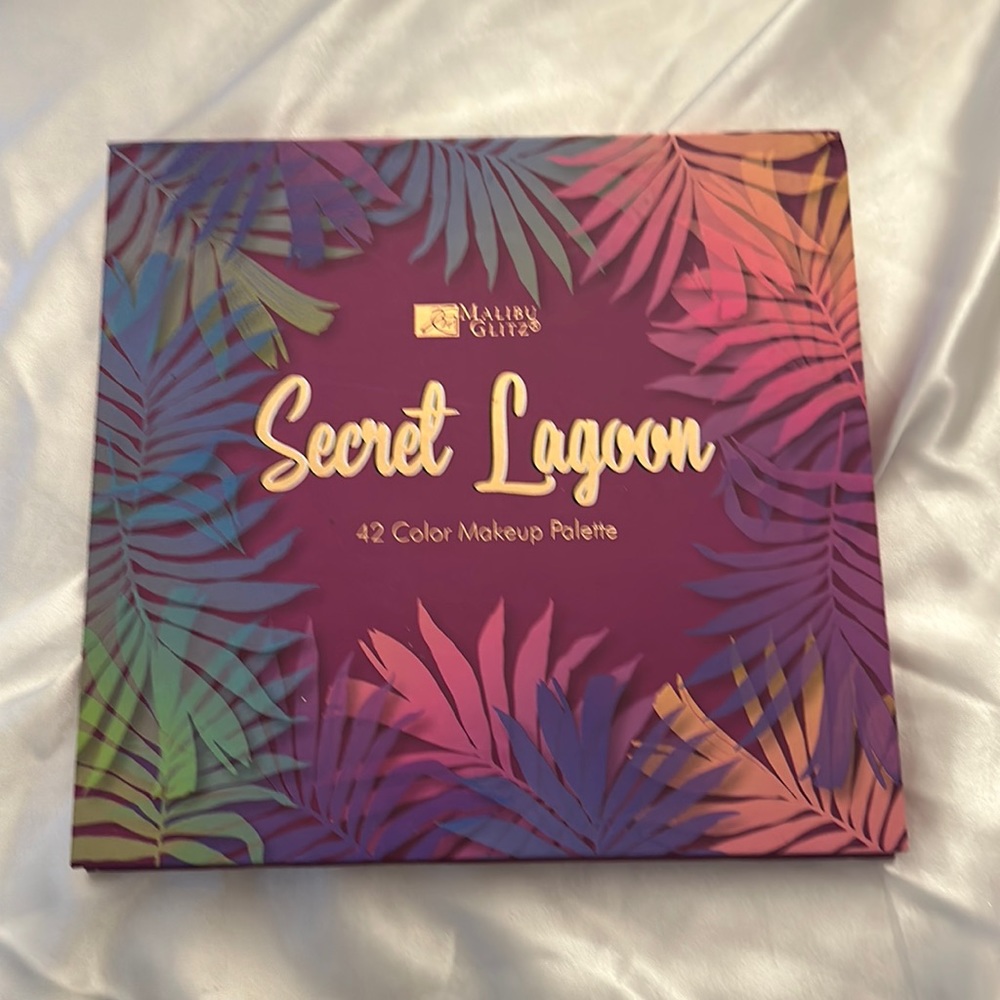 MALIBU
GLITZ®
Secret Lagoon
42 Color Makeup Palette